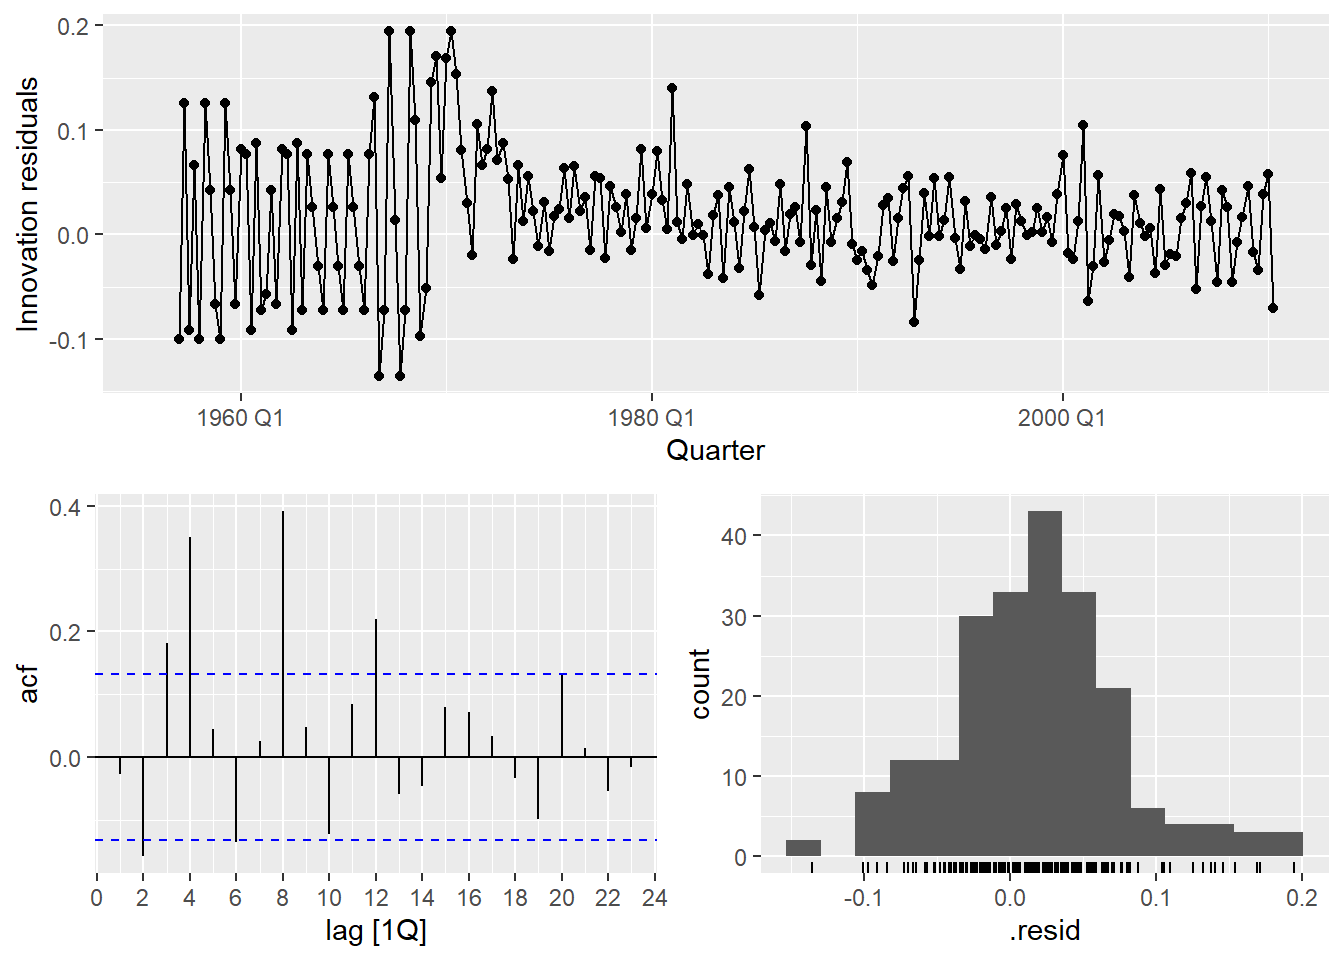 Innovation residuals
0.2
0.1
0.0
-0.1
1960 Q1 1980 Q1 2000 Q1
Quarter
acf
0.4
0.2
0.0
0 2 4 6 8 10 12 14 16 18 20 22 24
lag [1Q]
count
40
30
20
10
0
-0.1 0.0 0.1 0.2
.resid